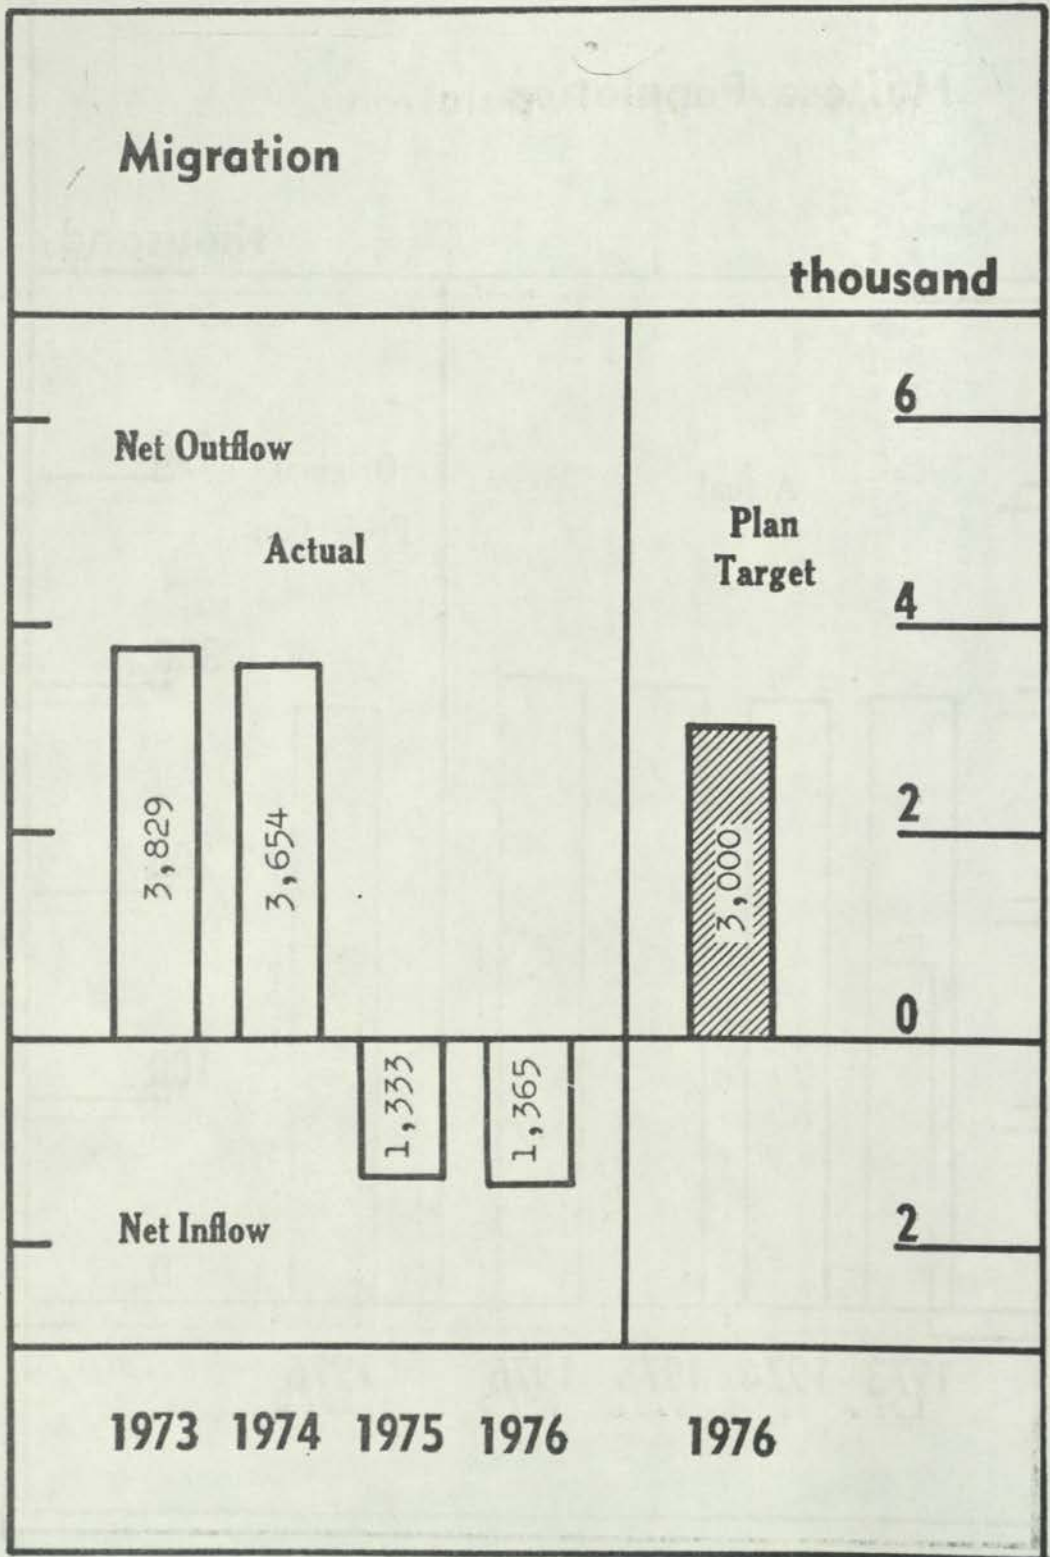 Migration
thousand
6
Net Outflow
Plan
Actual
Target
4
2
3,829
3,654
3,000
0
1,333
1,365
2
Net Inflow
1973 1974 1975 1976 1976